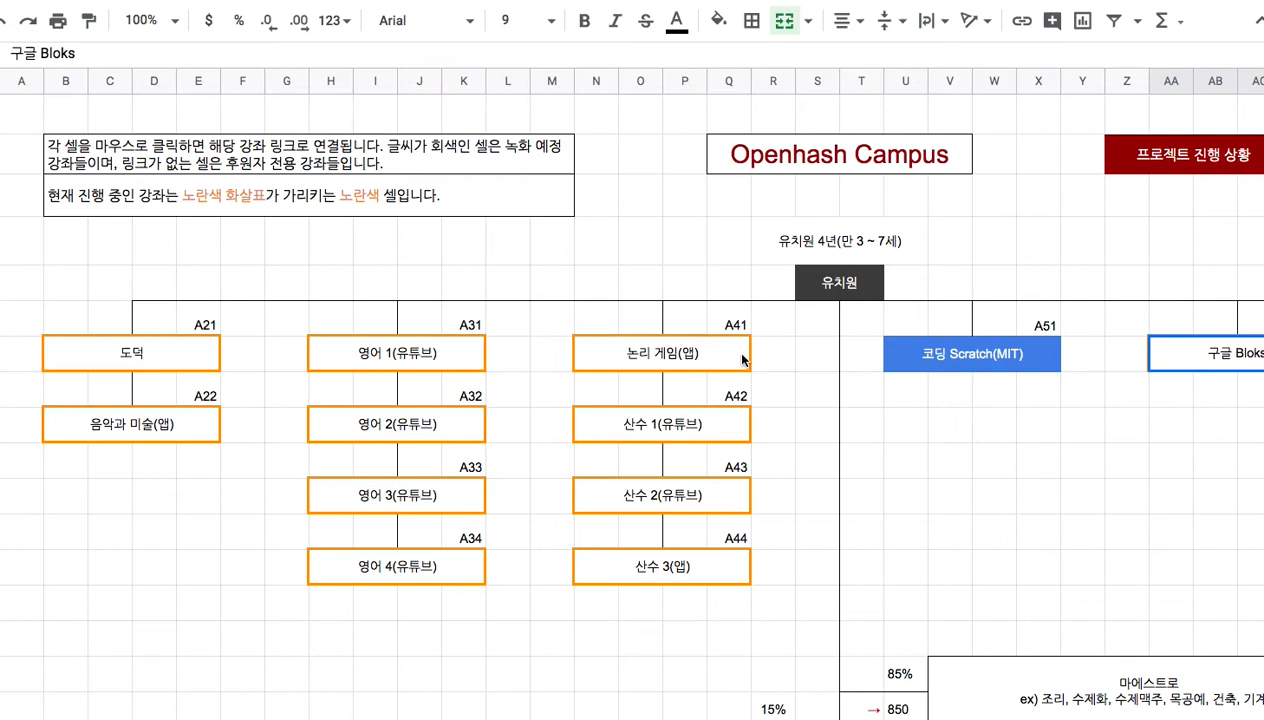 100% $ % .0 .00 123 Arial 9 B I S A Σ
구글 Bloks
A B C D E F G H I J K L M N O P Q R S T U V W X Y Z AA AB AC
각 셀을 마우스로 클릭하면 해당 강좌 링크로 연결됩니다. 글씨가 회색인 셀은 녹화 예정
강좌들이며, 링크가 없는 셀은 후원자 전용 강좌들입니다.
현재 진행 중인 강좌는 노란색 화살표가 가리키는 노란색 셀입니다.
Openhash Campus
프로젝트 진행 상황
유치원 4년(만 3 ~ 7세)
유치원
A21 A31 A41 A51
도덕 영어 1(유튜브) 논리 게임(앱) 코딩 Scratch(MIT) 구글 Bloks
A22 A32 A42
음악과 미술(앱) 영어 2(유튜브) 산수 1(유튜브)
A33 A43
영어 3(유튜브) 산수 2(유튜브)
A34 A44
영어 4(유튜브) 산수 3(앱)
85%
마에스트로
ex) 조리, 수제화, 수제맥주, 목공예, 건축, 기계
15% → 850